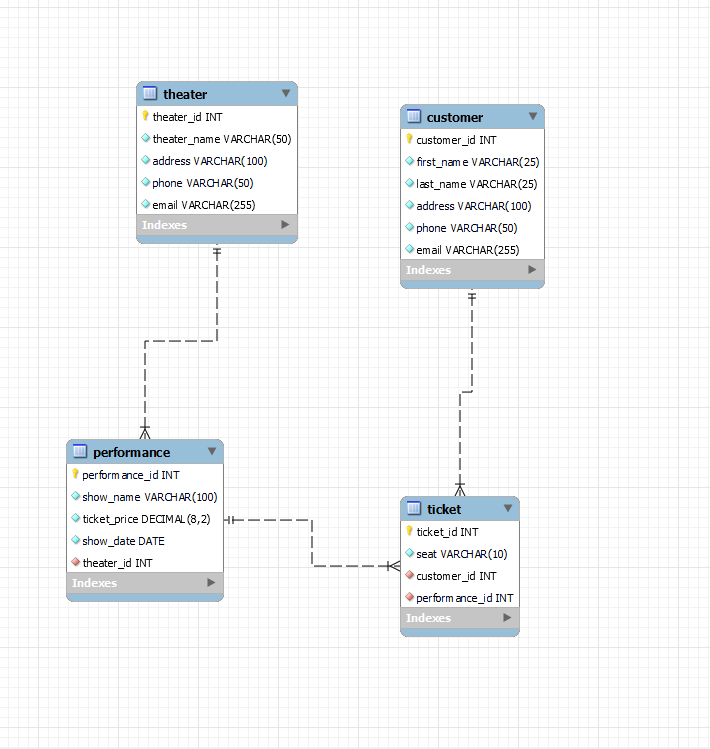 theater
theater_id INT
theater_name VARCHAR(50)
address VARCHAR(100)
phone VARCHAR(50)
email VARCHAR(255)
Indexes
customer
customer_id INT
first_name VARCHAR(25)
last_name VARCHAR(25)
address VARCHAR(100)
phone VARCHAR(50)
email VARCHAR(255)
Indexes
performance
performance_id INT
show_name VARCHAR(100)
ticket_price DECIMAL(8,2)
show_date DATE
theater_id INT
Indexes
ticket
ticket_id INT
seat VARCHAR(10)
customer_id INT
performance_id INT
Indexes